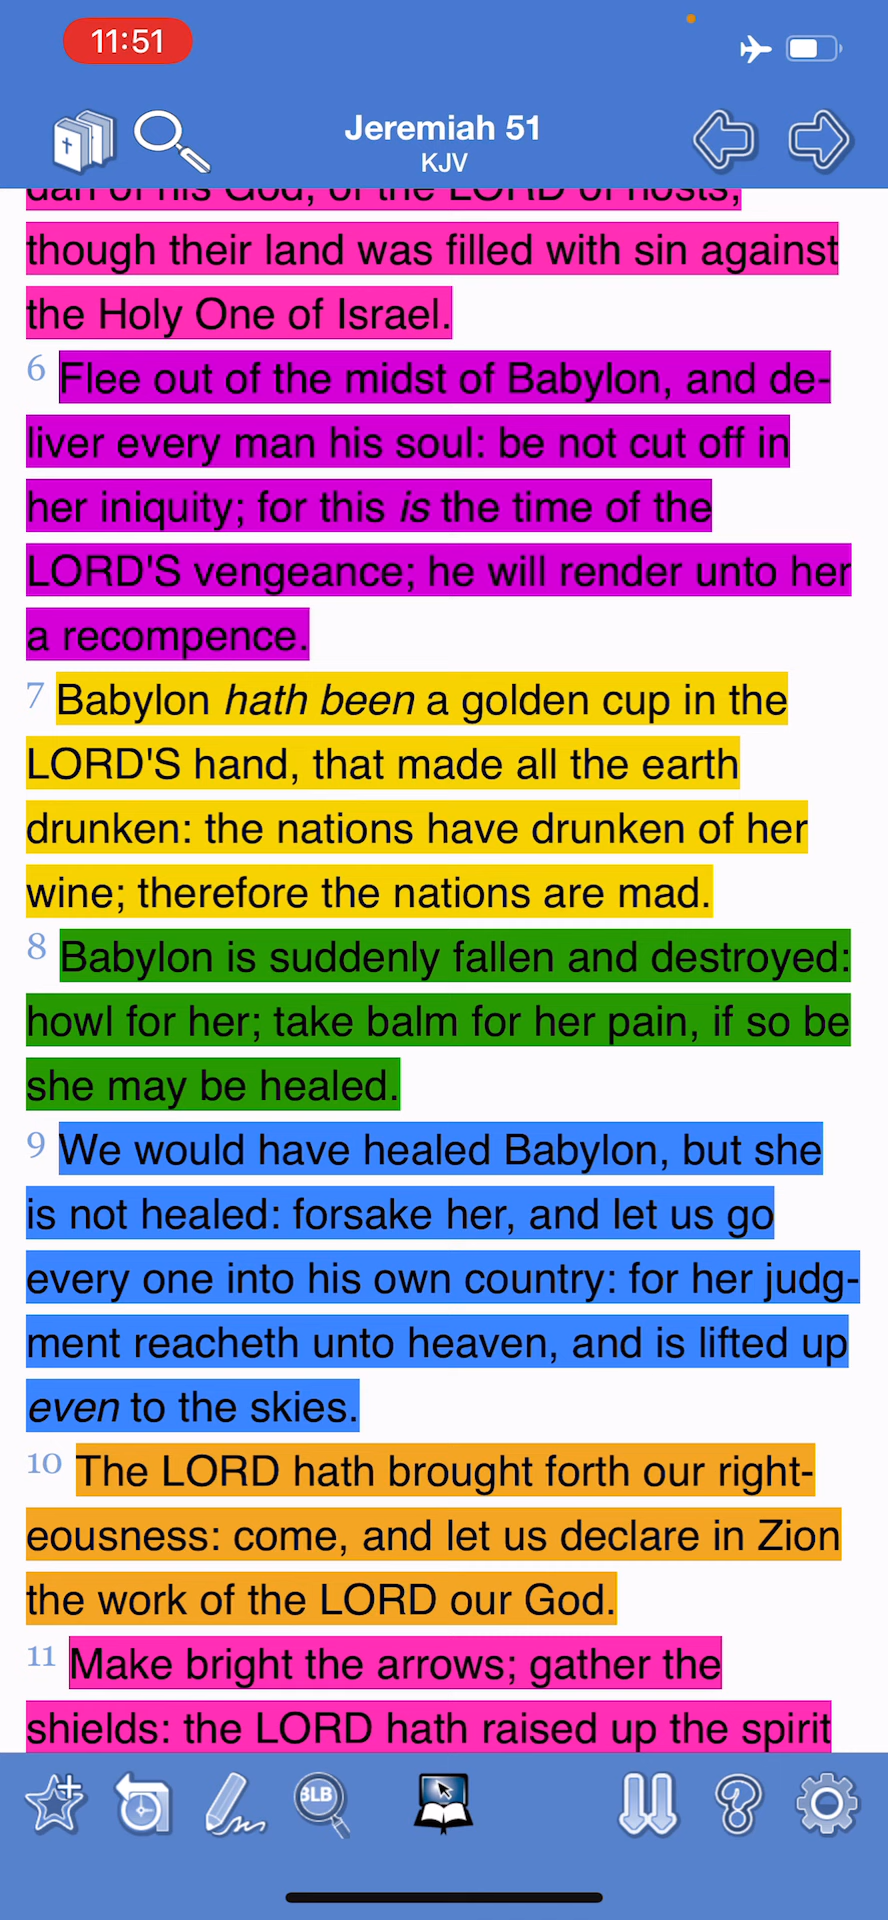 11:51
Jeremiah 51
KJV
dah of his God, of the LORD of hosts;
though their land was filled with sin against
the Holy One of Israel.
6 Flee out of the midst of Babylon, and de-
liver every man his soul: be not cut off in
her iniquity; for this is the time of the
LORD'S vengeance; he will render unto her
a recompence.
7 Babylon hath been a golden cup in the
LORD'S hand, that made all the earth
drunken: the nations have drunken of her
wine; therefore the nations are mad.
8 Babylon is suddenly fallen and destroyed:
howl for her; take balm for her pain, if so be
she may be healed.
9 We would have healed Babylon, but she
is not healed: forsake her, and let us go
every one into his own country: for her judg-
ment reacheth unto heaven, and is lifted up
even to the skies.
10 The LORD hath brought forth our right-
eousness: come, and let us declare in Zion
the work of the LORD our God.
11 Make bright the arrows; gather the
shields: the LORD hath raised up the spirit
BLB